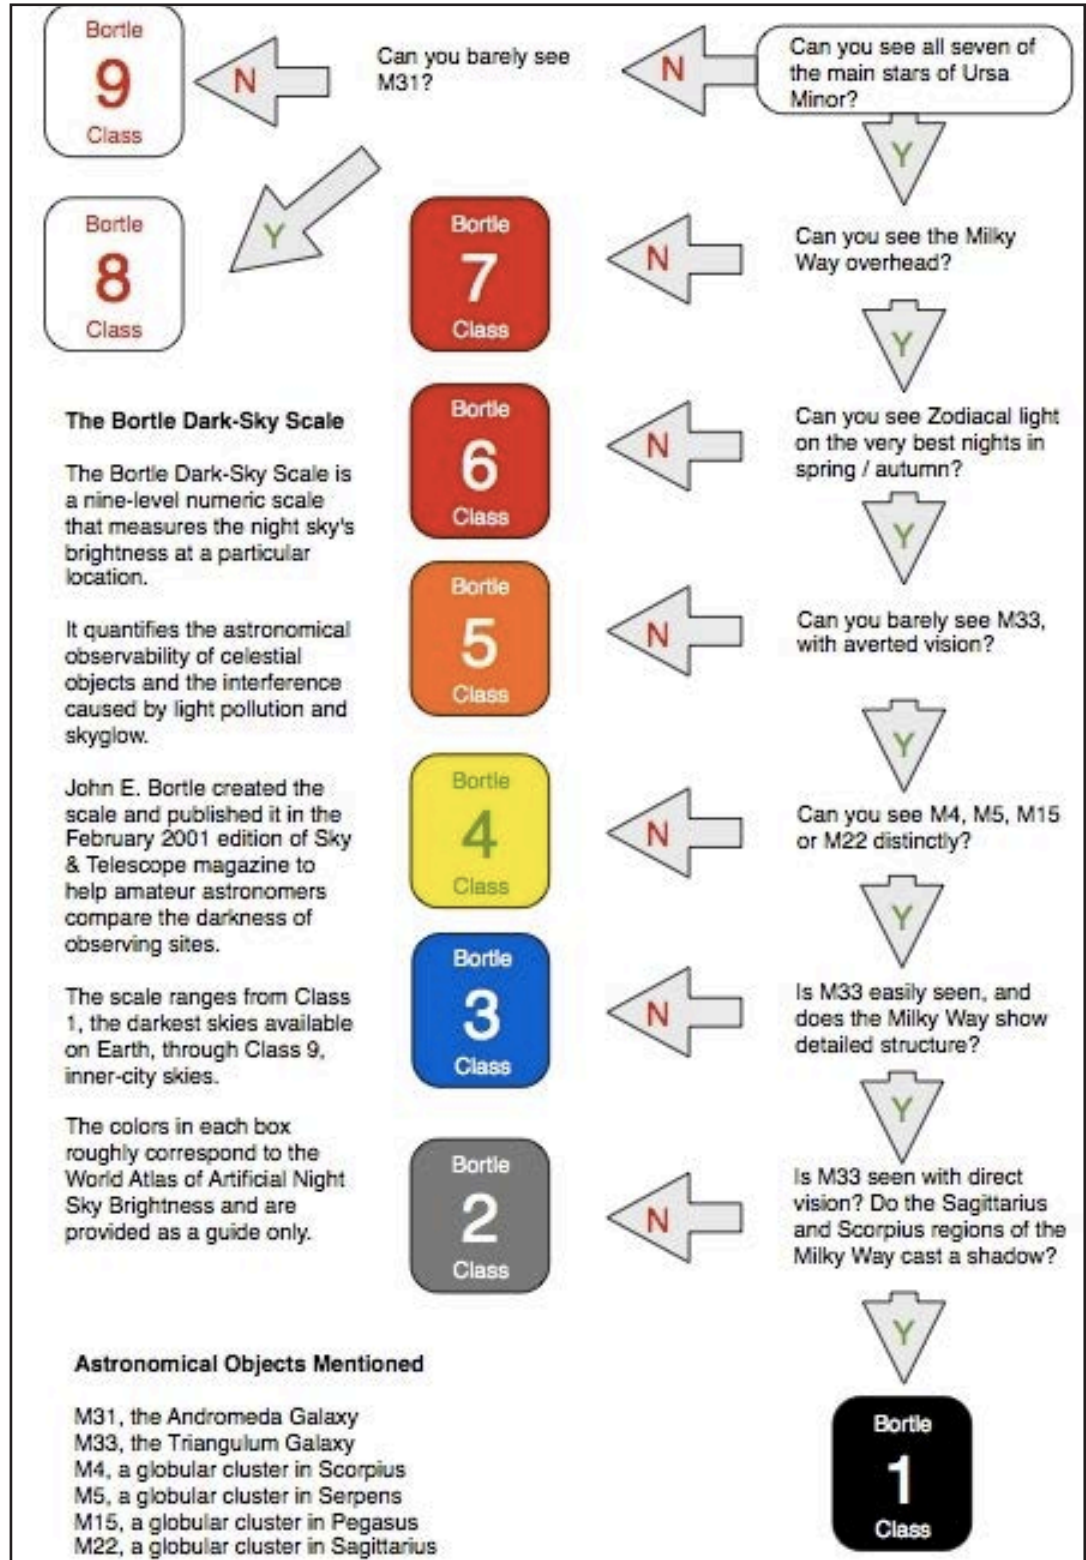 Bortle
9
Class
N
Can you barely see
M31?
N
Can you see all seven of
the main stars of Ursa
Minor?
Y
Y
Bortle
8
Class
Bortle
7
Class
N
Can you see the Milky
Way overhead?
Y
Bortle
6
Class
N
Can you see Zodiacal light
on the very best nights in
spring / autumn?
Y
Bortle
5
Class
N
Can you barely see M33,
with averted vision?
Y
Bortle
4
Class
N
Can you see M4, M5, M15
or M22 distinctly?
Y
Bortle
3
Class
N
Is M33 easily seen, and
does the Milky Way show
detailed structure?
Y
Bortle
2
Class
N
Is M33 seen with direct
vision? Do the Sagittarius
and Scorpius regions of the
Milky Way cast a shadow?
Y
Bortle
1
Class
The Bortle Dark-Sky Scale
The Bortle Dark-Sky Scale is
a nine-level numeric scale
that measures the night sky's
brightness at a particular
location.
It quantifies the astronomical
observability of celestial
objects and the interference
caused by light pollution and
skyglow.
John E. Bortle created the
scale and published it in the
February 2001 edition of Sky
& Telescope magazine to
help amateur astronomers
compare the darkness of
observing sites.
The scale ranges from Class
1, the darkest skies available
on Earth, through Class 9,
inner-city skies.
The colors in each box
roughly correspond to the
World Atlas of Artificial Night
Sky Brightness and are
provided as a guide only.
Astronomical Objects Mentioned
M31, the Andromeda Galaxy
M33, the Triangulum Galaxy
M4, a globular cluster in Scorpius
M5, a globular cluster in Serpens
M15, a globular cluster in Pegasus
M22, a globular cluster in Sagittarius